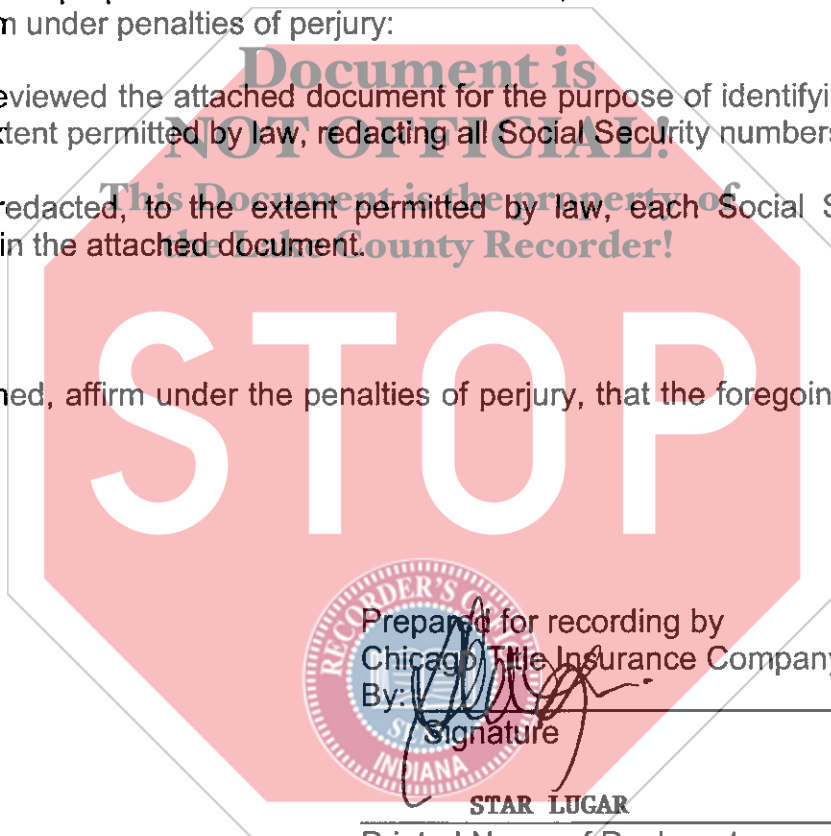 m under penalties of perjury:
Document is
eviewed the attached document for the purpose of identifyi
xtent permitted by law, redacting all Social Security numbers
NOT OFFICIAL!
This Document is the property of
redacted, to the extent permitted by law, each Social S
in the attached document.
the Lake County Recorder!
STOP
ned, affirm under the penalties of perjury, that the foregoin
RECORDER'S OFFICE
Prepared for recording by
Chicago Title Insurance Company
By:
Signature
INDIANA
STAR LUGAR